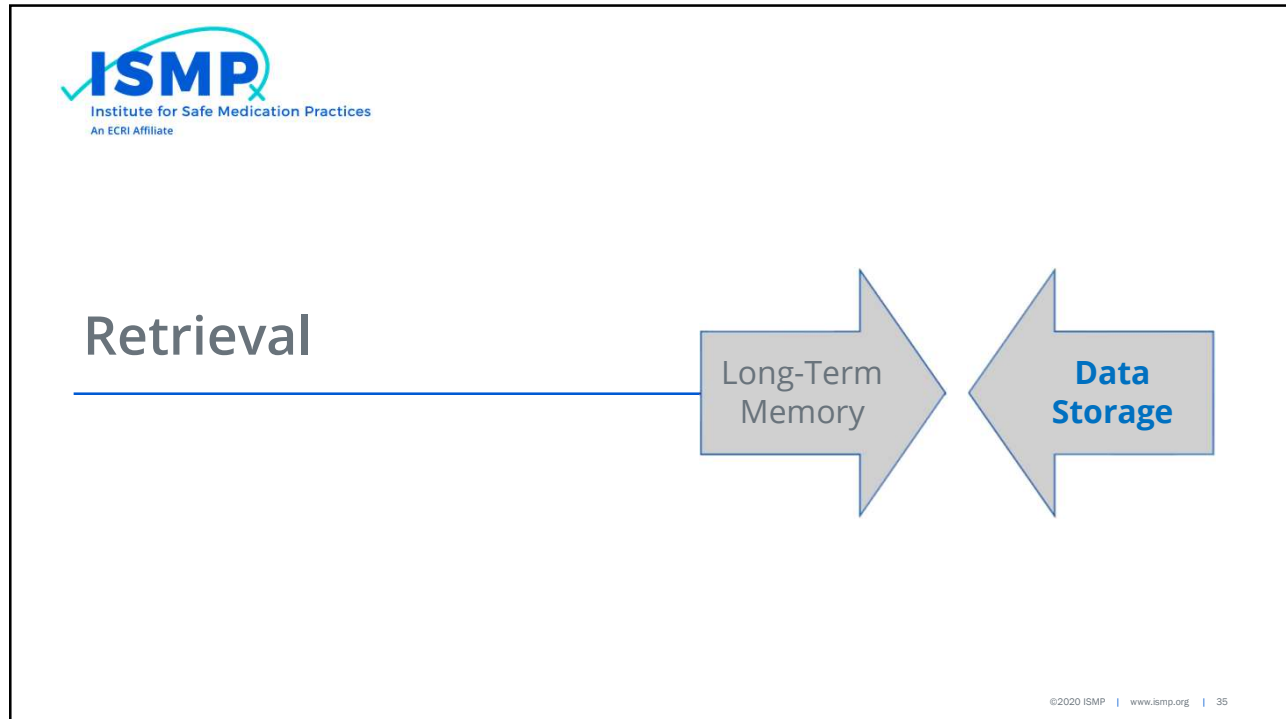 ISMP
Institute for Safe Medication Practices
An ECRI Affiliate
Retrieval
Long-Term
Memory
Data
Storage
©2020 ISMP | www.ismp.org | 35